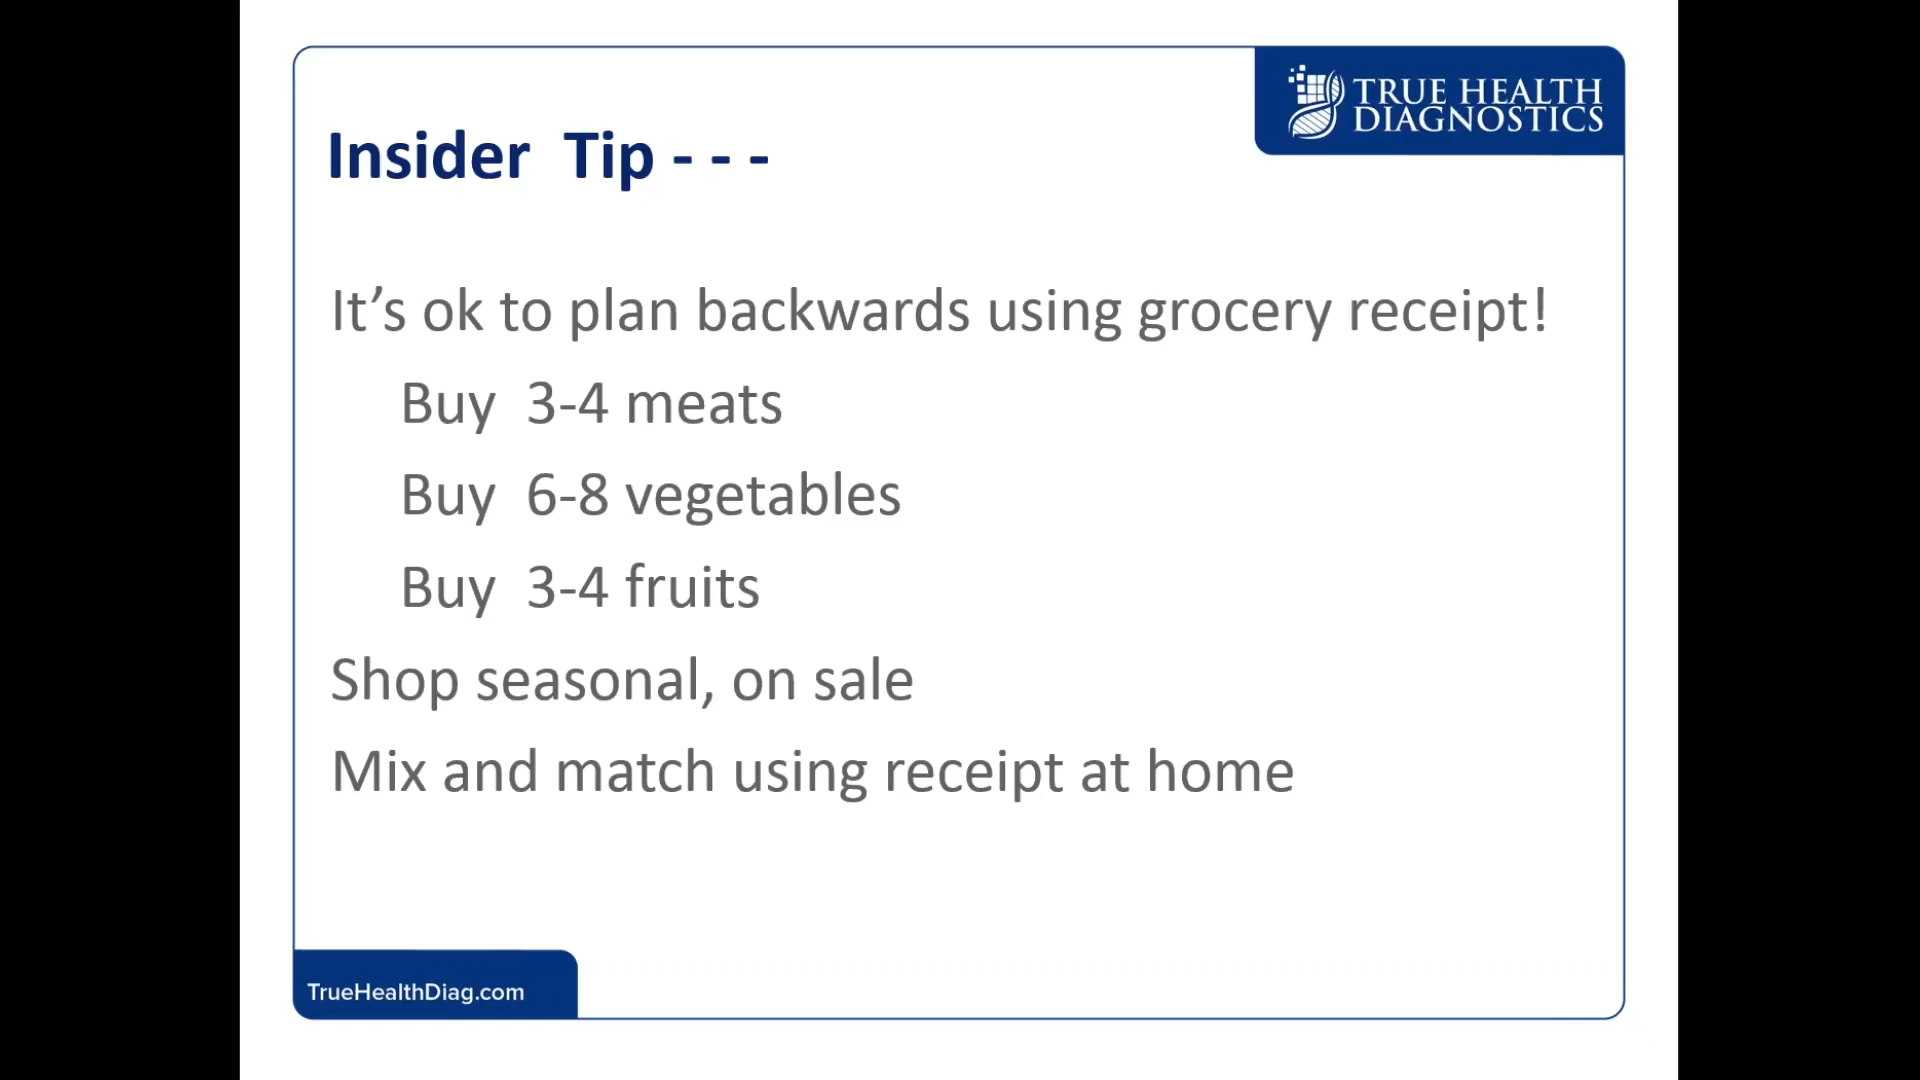 TRUE HEALTH
DIAGNOSTICS
Insider Tip - - -
It’s ok to plan backwards using grocery receipt!
Buy 3-4 meats
Buy 6-8 vegetables
Buy 3-4 fruits
Shop seasonal, on sale
Mix and match using receipt at home
TrueHealthDiag.com